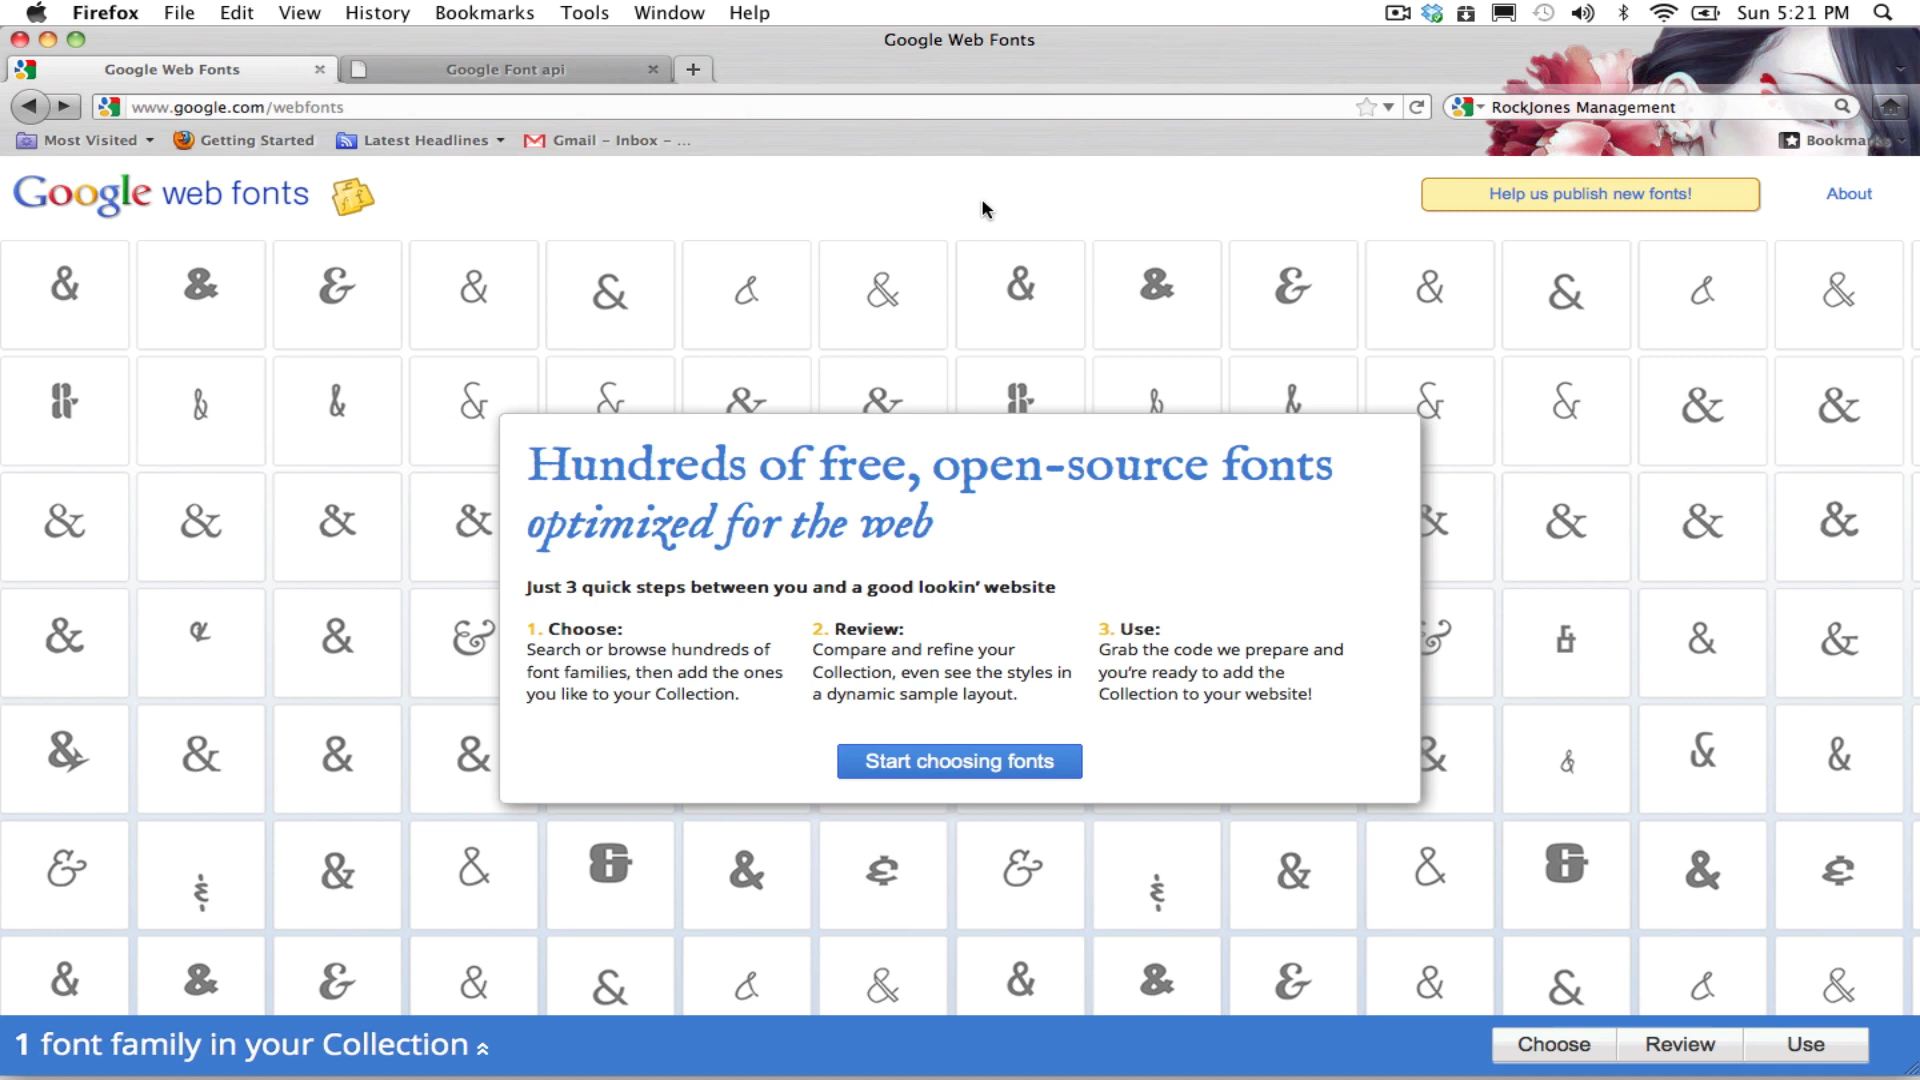 Firefox File Edit View History Bookmarks Tools Window Help Sun 5:21 PM
Google Web Fonts
Google Web Fonts Google Font api
www.google.com/webfonts RockJones Management
Most Visited Getting Started Latest Headlines Gmail – Inbox – ...
Google web fonts Help us publish new fonts! About
& & & & & & & & & & & & & &
& & & & & & & & & & & & & &
Hundreds of free, open-source fonts
optimized for the web
& & & & & & & &
Just 3 quick steps between you and a good lookin’ website
1. Choose: 2. Review: 3. Use:
Search or browse hundreds of Compare and refine your Grab the code we prepare and
font families, then add the ones Collection, even see the styles in you’re ready to add the
you like to your Collection. a dynamic sample layout. Collection to your website!
& & & & & & & &
Start choosing fonts
& & & & & & & &
& & & & & & & & & & & & & &
& & & & & & & & & & & & & &
1 font family in your Collection Choose Review Use